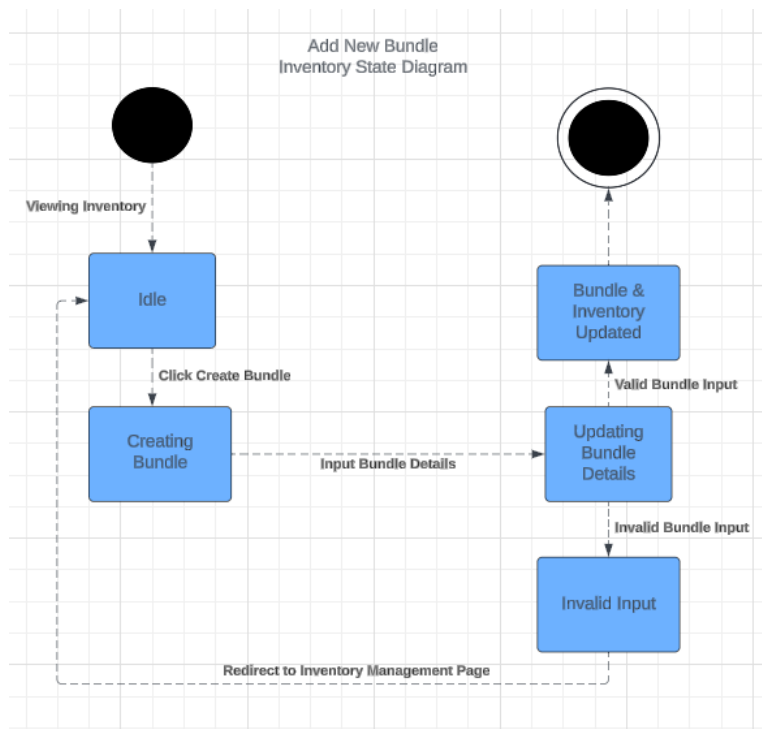 Add New Bundle
Inventory State Diagram
Viewing Inventory
Idle
Click Create Bundle
Creating
Bundle
Input Bundle Details
Bundle &
Inventory
Updated
Valid Bundle Input
Updating
Bundle
Details
Invalid Bundle Input
Invalid Input
Redirect to Inventory Management Page